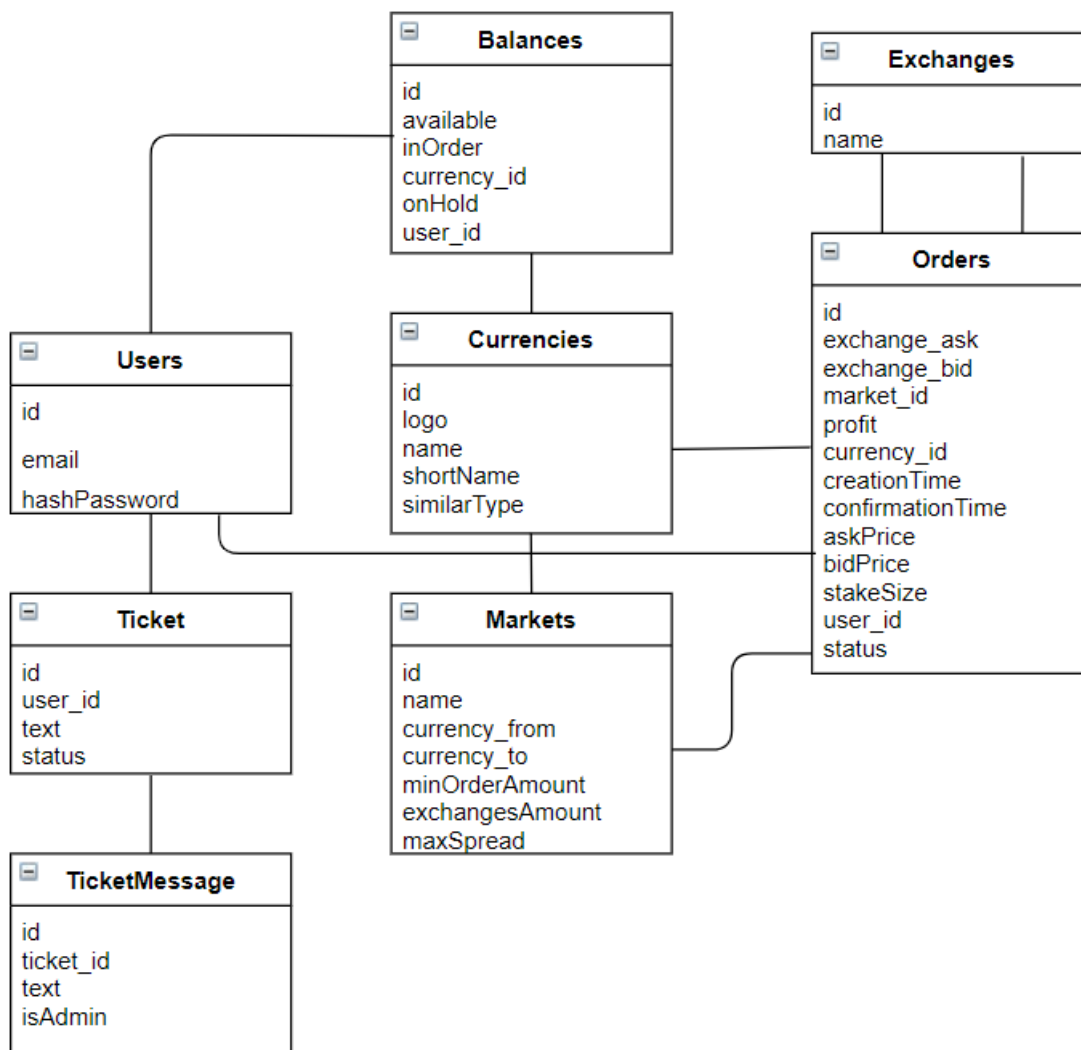 Balances
id
available
inOrder
currency_id
onHold
user_id
Exchanges
id
name
Orders
id
exchange_ask
exchange_bid
market_id
profit
currency_id
creationTime
confirmationTime
askPrice
bidPrice
stakeSize
user_id
status
Users
id
email
hashPassword
Currencies
id
logo
name
shortName
similarType
Ticket
id
user_id
text
status
Markets
id
name
currency_from
currency_to
minOrderAmount
exchangesAmount
maxSpread
TicketMessage
id
ticket_id
text
isAdmin